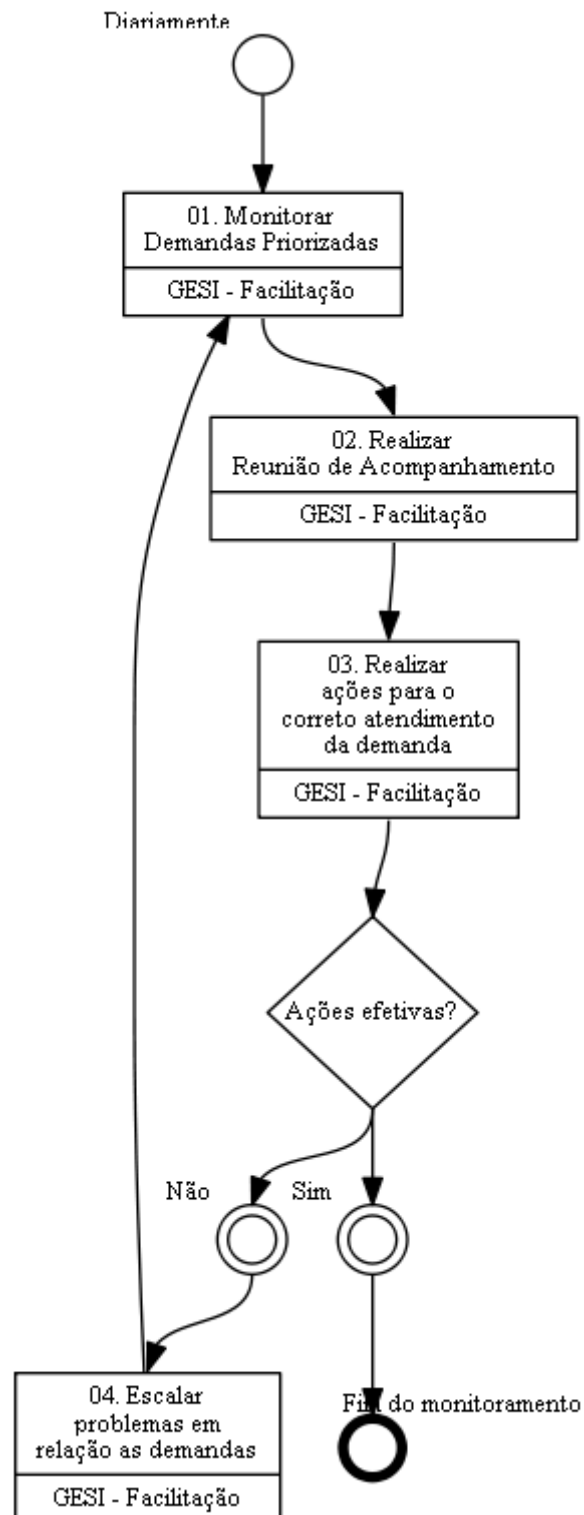 Diariamente
01. Monitorar
Demandas Priorizadas
GESI - Facilitação
02. Realizar
Reunião de Acompanhamento
GESI - Facilitação
03. Realizar
ações para o
correto atendimento
da demanda
GESI - Facilitação
Ações efetivas?
Não
Sim
04. Escalar
problemas em
relação as demandas
GESI - Facilitação
Fim do monitoramento